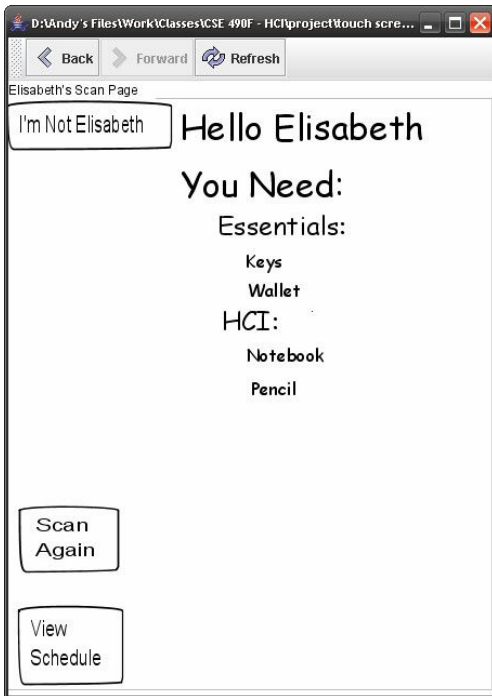 D:\Andy's Files\Work\Classes\CSE 490F - HCI\project\touch scre...
Back Forward Refresh
Elisabeth's Scan Page
I'm Not Elisabeth
Hello Elisabeth
You Need:
Essentials:
Keys
Wallet
HCI:
Notebook
Pencil
Scan
Again
View
Schedule